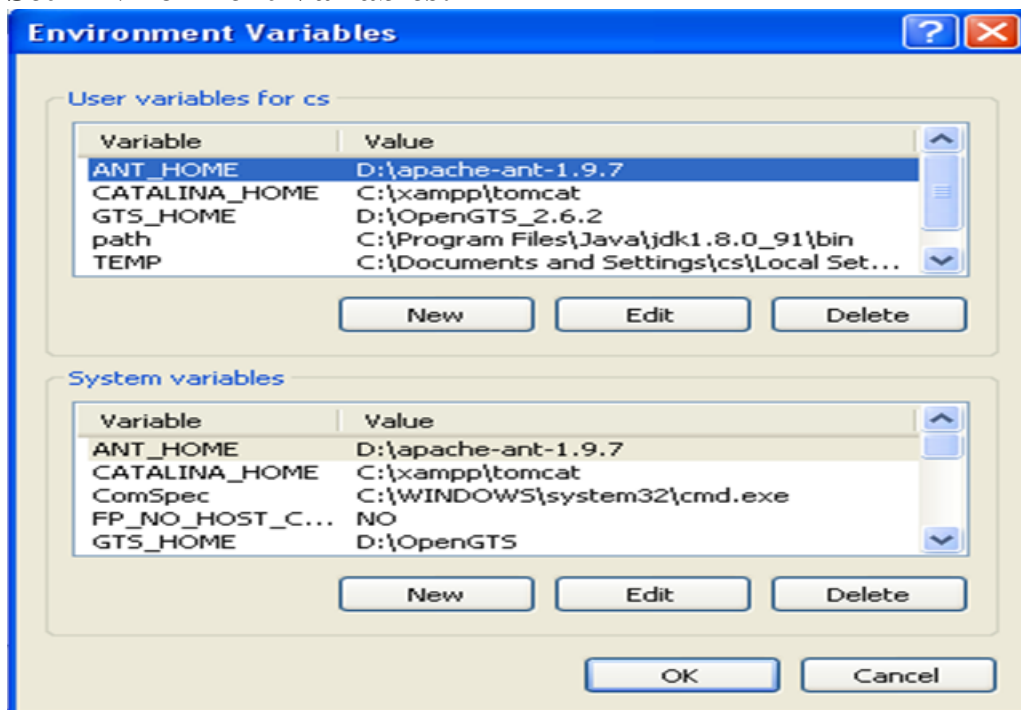 Environment Variables
User variables for cs
Variable Value
ANT_HOME D:\apache-ant-1.9.7
CATALINA_HOME C:\xampp\tomcat
GTS_HOME D:\OpenGTS_2.6.2
path C:\Program Files\Java\jdk1.8.0_91\bin
TEMP C:\Documents and Settings\cs\Local Set...
New Edit Delete
System variables
Variable Value
ANT_HOME D:\apache-ant-1.9.7
CATALINA_HOME C:\xampp\tomcat
ComSpec C:\WINDOWS\system32\cmd.exe
FP_NO_HOST_C... NO
GTS_HOME D:\OpenGTS
New Edit Delete
OK Cancel